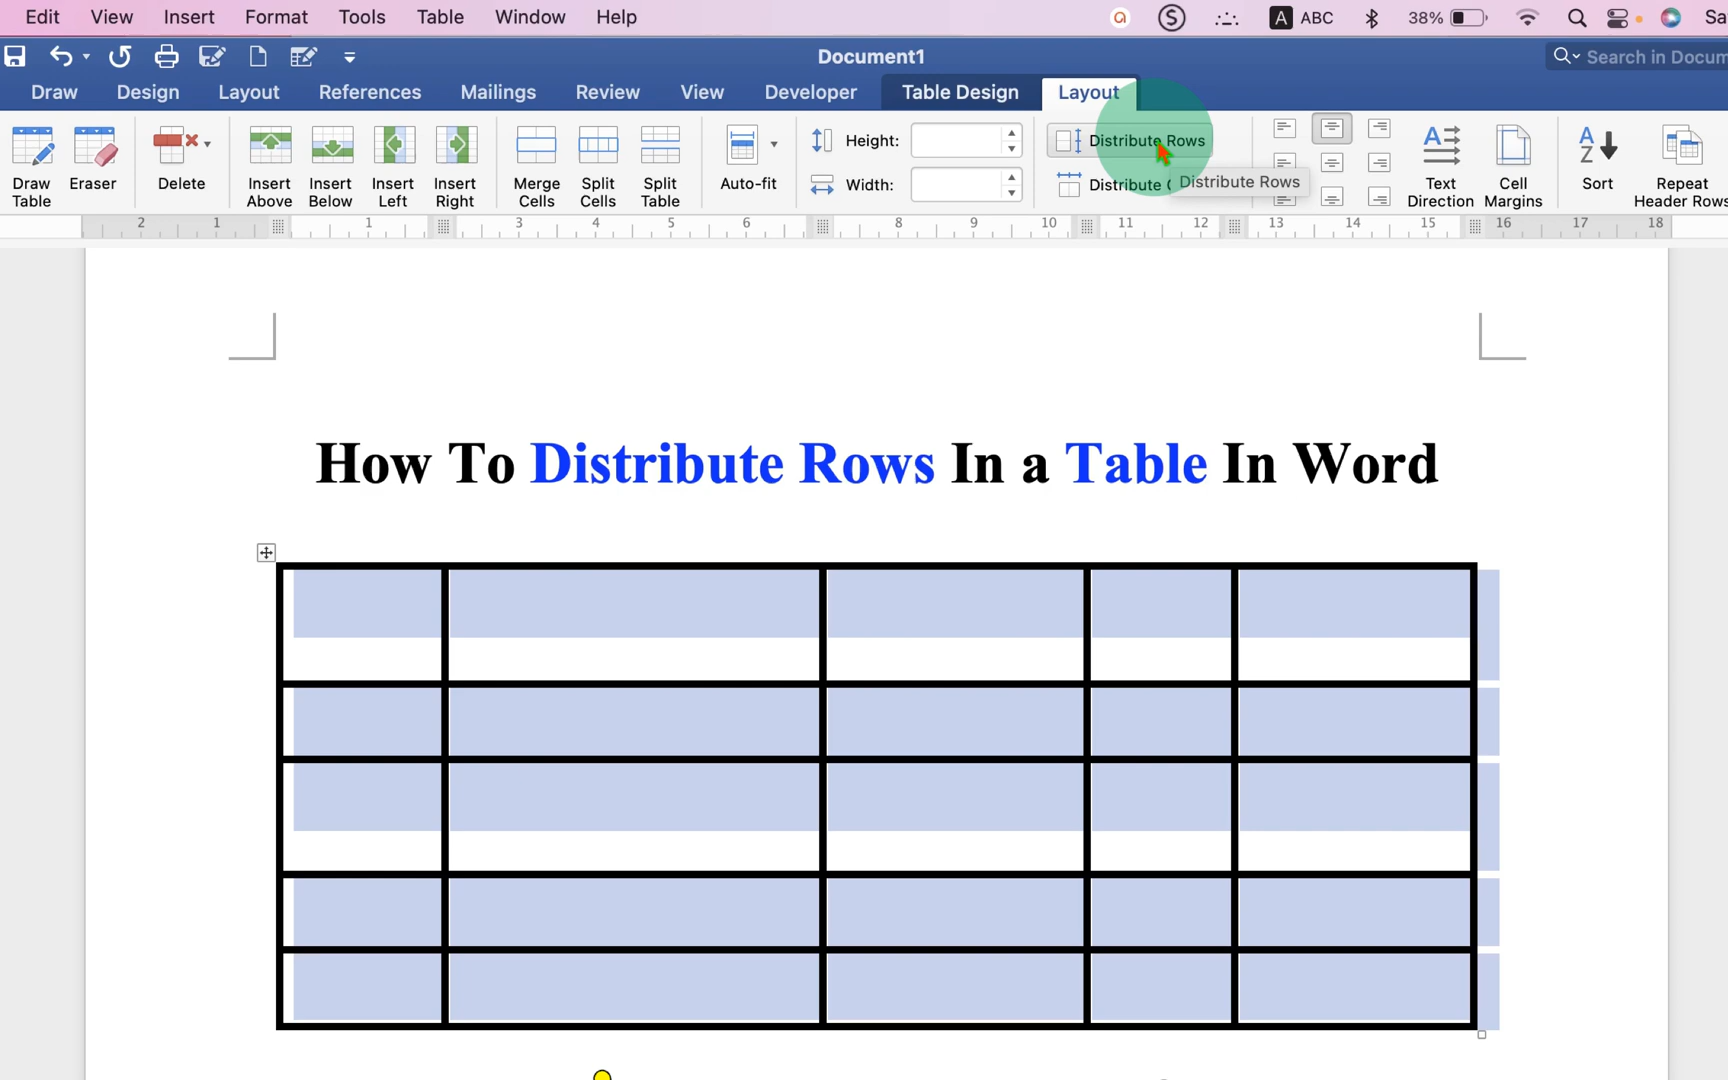 Edit View Insert Format Tools Table Window Help A ABC 38% Sa
Document1 Search in Docum
Draw Design Layout References Mailings Review View Developer Table Design Layout
Draw Table
Eraser
Delete
Insert Above
Insert Below
Insert Left
Insert Right
Merge Cells
Split Cells
Split Table
Auto-fit
Height:
Width:
Distribute Rows
Distribute C
Distribute Rows
Text Direction
Cell Margins
A Z
Sort
Repeat Header Rows
2 1 1 3 4 5 6 8 9 10 11 12 13 14 15 16 17 18
How To Distribute Rows In a Table In Word